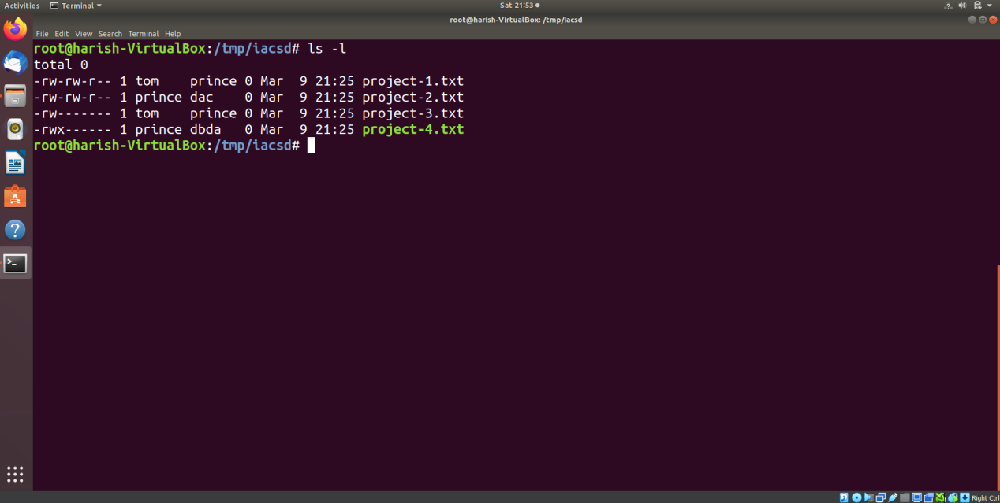 Activities Terminal Sat 21:53
root@harish-VirtualBox: /tmp/iacsd
File Edit View Search Terminal Help
root@harish-VirtualBox:/tmp/iacsd# ls -l
total 0
-rw-rw-r-- 1 tom    prince 0 Mar  9 21:25 project-1.txt
-rw-rw-r-- 1 prince dac    0 Mar  9 21:25 project-2.txt
-rw------- 1 tom    prince 0 Mar  9 21:25 project-3.txt
-rwx------ 1 prince dbda   0 Mar  9 21:25 project-4.txt
root@harish-VirtualBox:/tmp/iacsd#
Right Ctrl